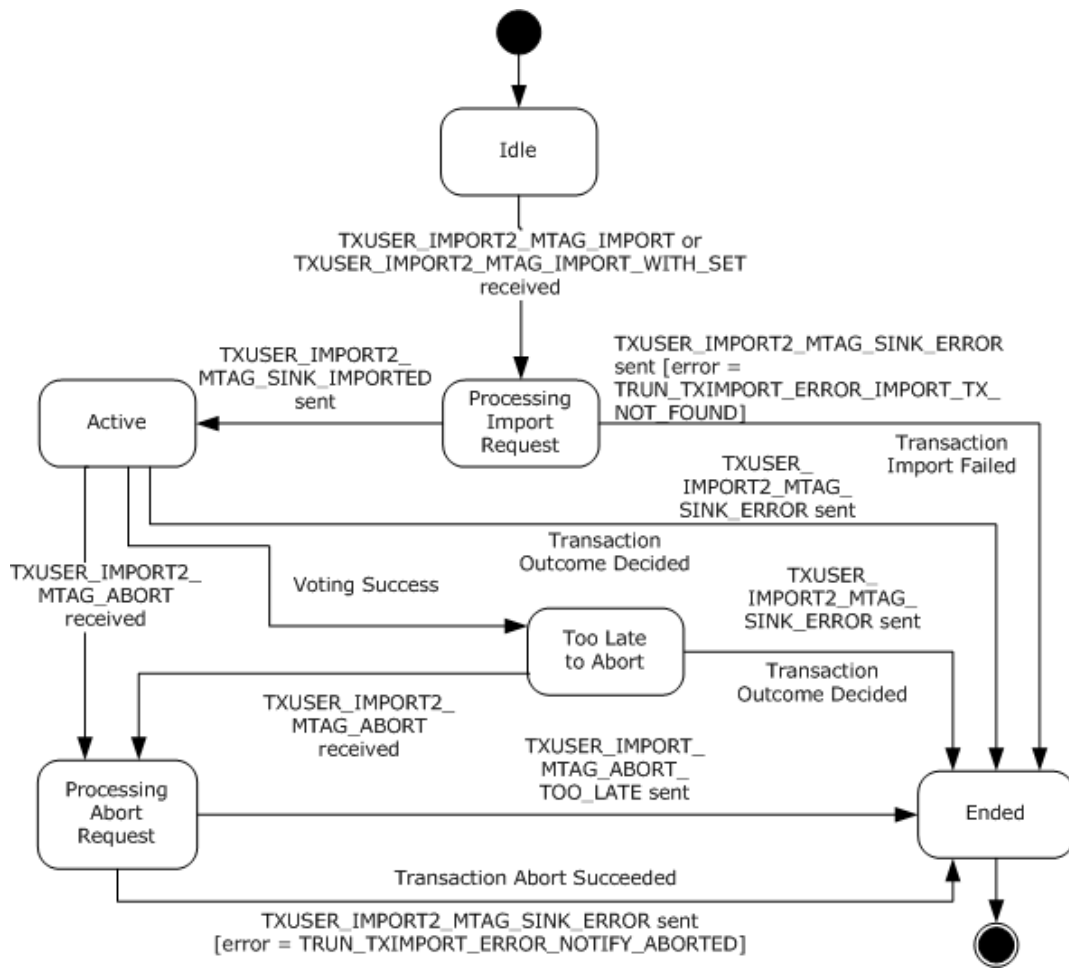 Idle
TXUSER_IMPORT2_MTAG_IMPORT or
TXUSER_IMPORT2_MTAG_IMPORT_WITH_SET
received
TXUSER_IMPORT2_
MTAG_SINK_IMPORTED
sent
TXUSER_IMPORT2_MTAG_SINK_ERROR
sent [error =
TRUN_TXIMPORT_ERROR_IMPORT_TX_
NOT_FOUND]
Active
Processing
Import
Request
Transaction
Import Failed
TXUSER_
IMPORT2_MTAG_
SINK_ERROR sent
Transaction
Outcome Decided
TXUSER_IMPORT2_
MTAG_ABORT
received
Voting Success
TXUSER_
IMPORT2_MTAG_
SINK_ERROR sent
Too Late
to Abort
Transaction
Outcome Decided
TXUSER_IMPORT2_
MTAG_ABORT
received
TXUSER_IMPORT_
MTAG_ABORT_
TOO_LATE sent
Processing
Abort
Request
Ended
Transaction Abort Succeeded
TXUSER_IMPORT2_MTAG_SINK_ERROR sent
[error = TRUN_TXIMPORT_ERROR_NOTIFY_ABORTED]